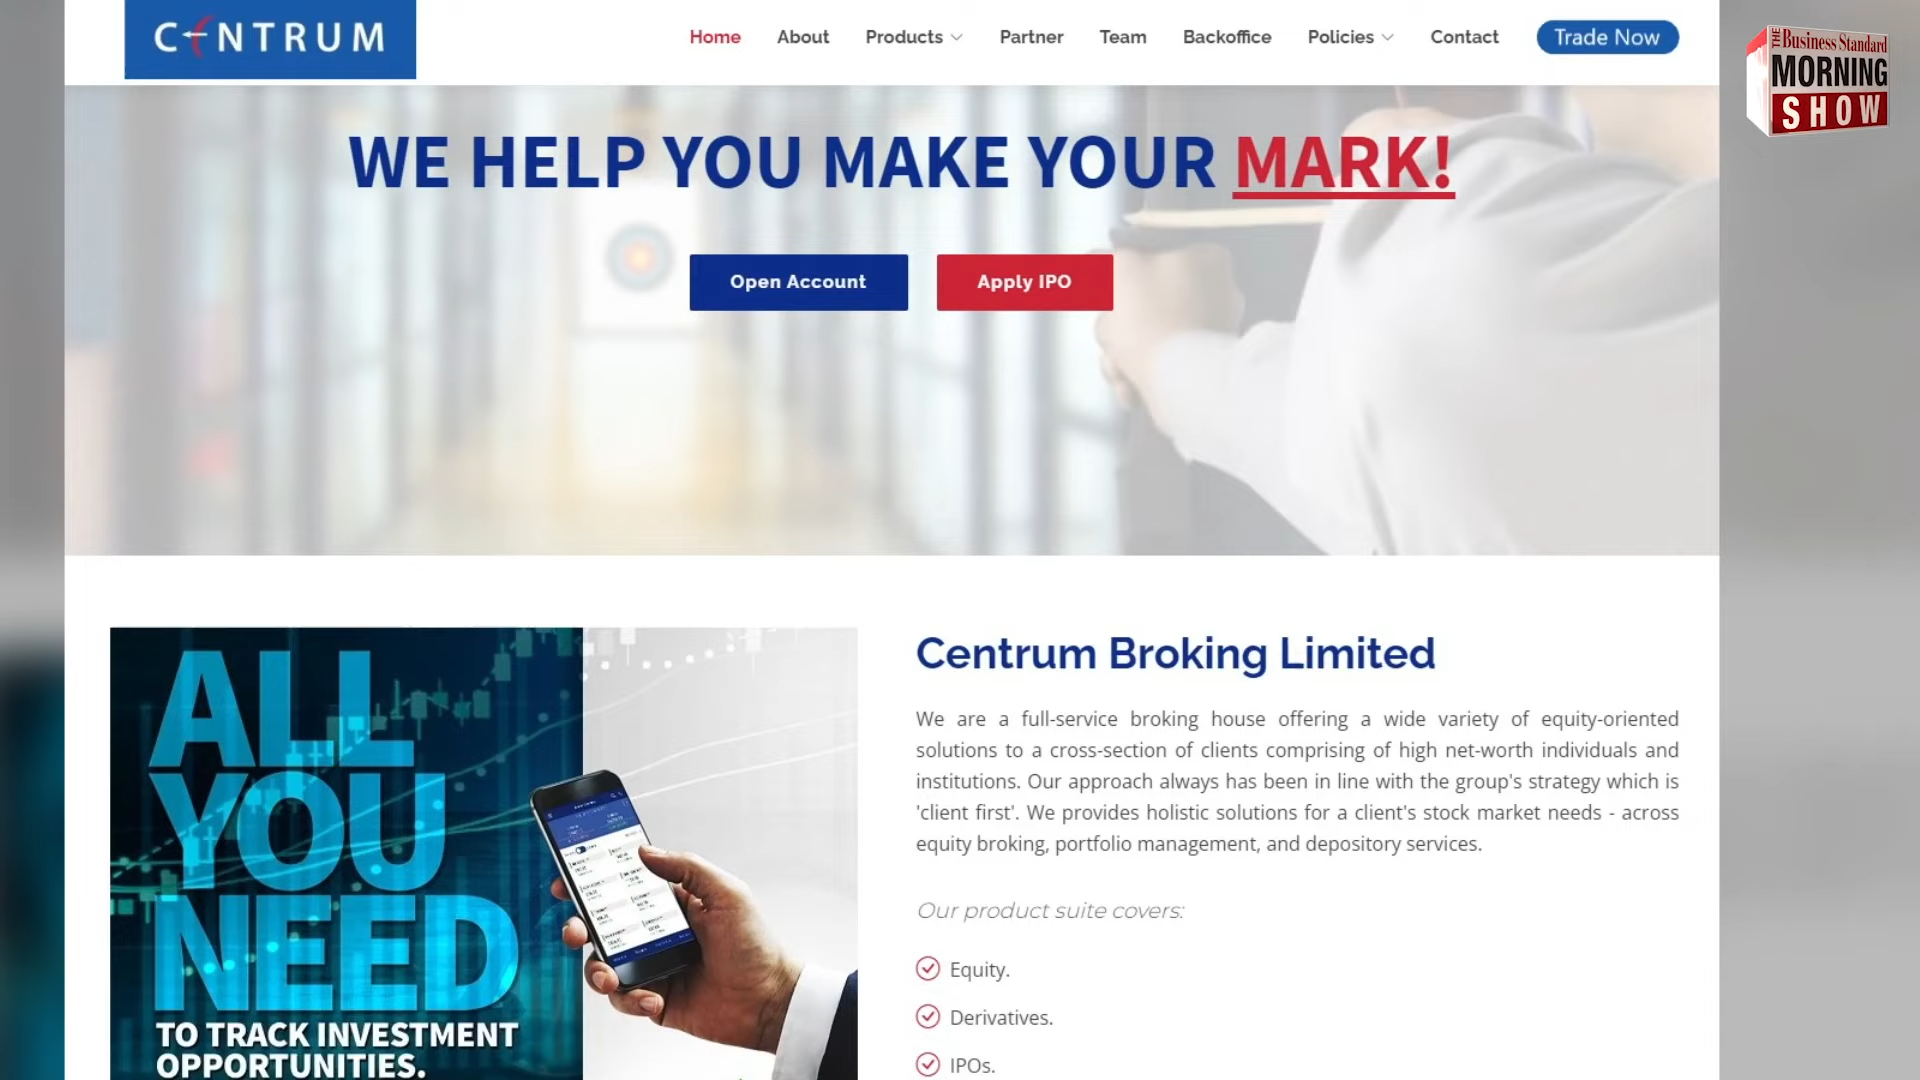 CENTRUM
Home
About
Products
Partner
Team
Backoffice
Policies
Contact
Trade Now
THE Business Standard
MORNING
SHOW
WE HELP YOU MAKE YOUR MARK!
Open Account
Apply IPO
ALL
YOU
NEED
TO TRACK INVESTMENT
OPPORTUNITIES.
Centrum Broking Limited
We are a full-service broking house offering a wide variety of equity-oriented
solutions to a cross-section of clients comprising of high net-worth individuals and
institutions. Our approach always has been in line with the group's strategy which is
'client first'. We provides holistic solutions for a client's stock market needs - across
equity broking, portfolio management, and depository services.
Our product suite covers:
Equity.
Derivatives.
IPOs.